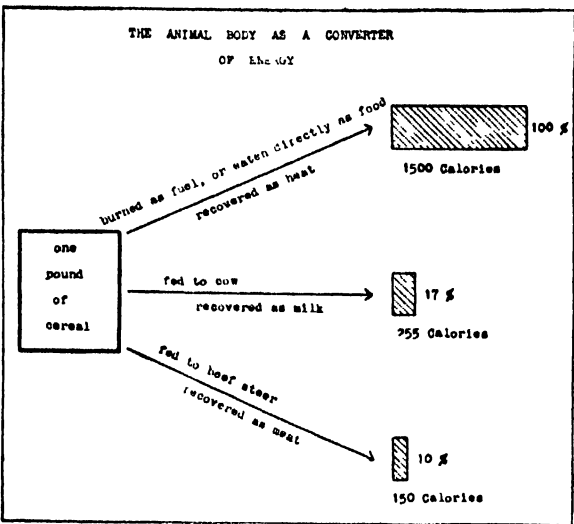 THE ANIMAL BODY AS A CONVERTER
OF ENERGY
burned as fuel, or waten directly as food
recovered as heat
100 %
1500 Calories
one
pound
of
cereal
fed to cow
recovered as milk
17 %
255 Calories
fed to beef steer
recovered as meat
10 %
150 Calories